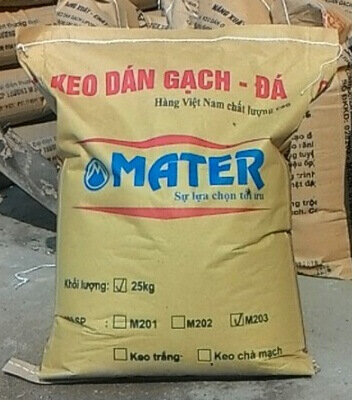 KEO DÁN GẠCH - ĐÁ
Hàng Việt Nam chất lượng cao
MATER
Sự lựa chọn tối ưu
Khối lượng: 25kg
M201 M202 M203
Keo trắng Keo chà mạch